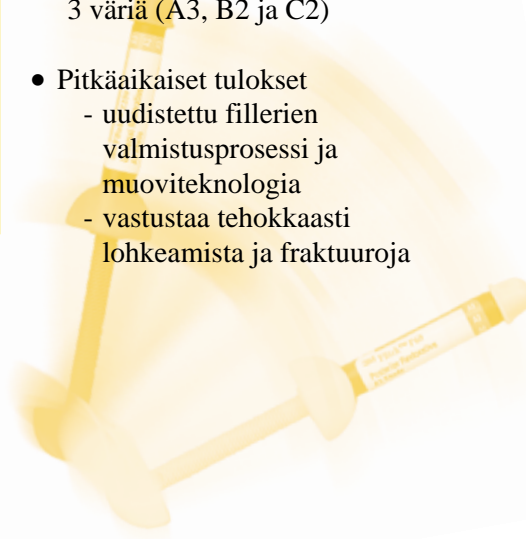 3 väriä (A3, B2 ja C2)
• Pitkäaikaiset tulokset
- uudistettu fillerien
valmistusprosessi ja
muoviteknologia
- vastustaa tehokkaasti
lohkeamista ja fraktuuroja